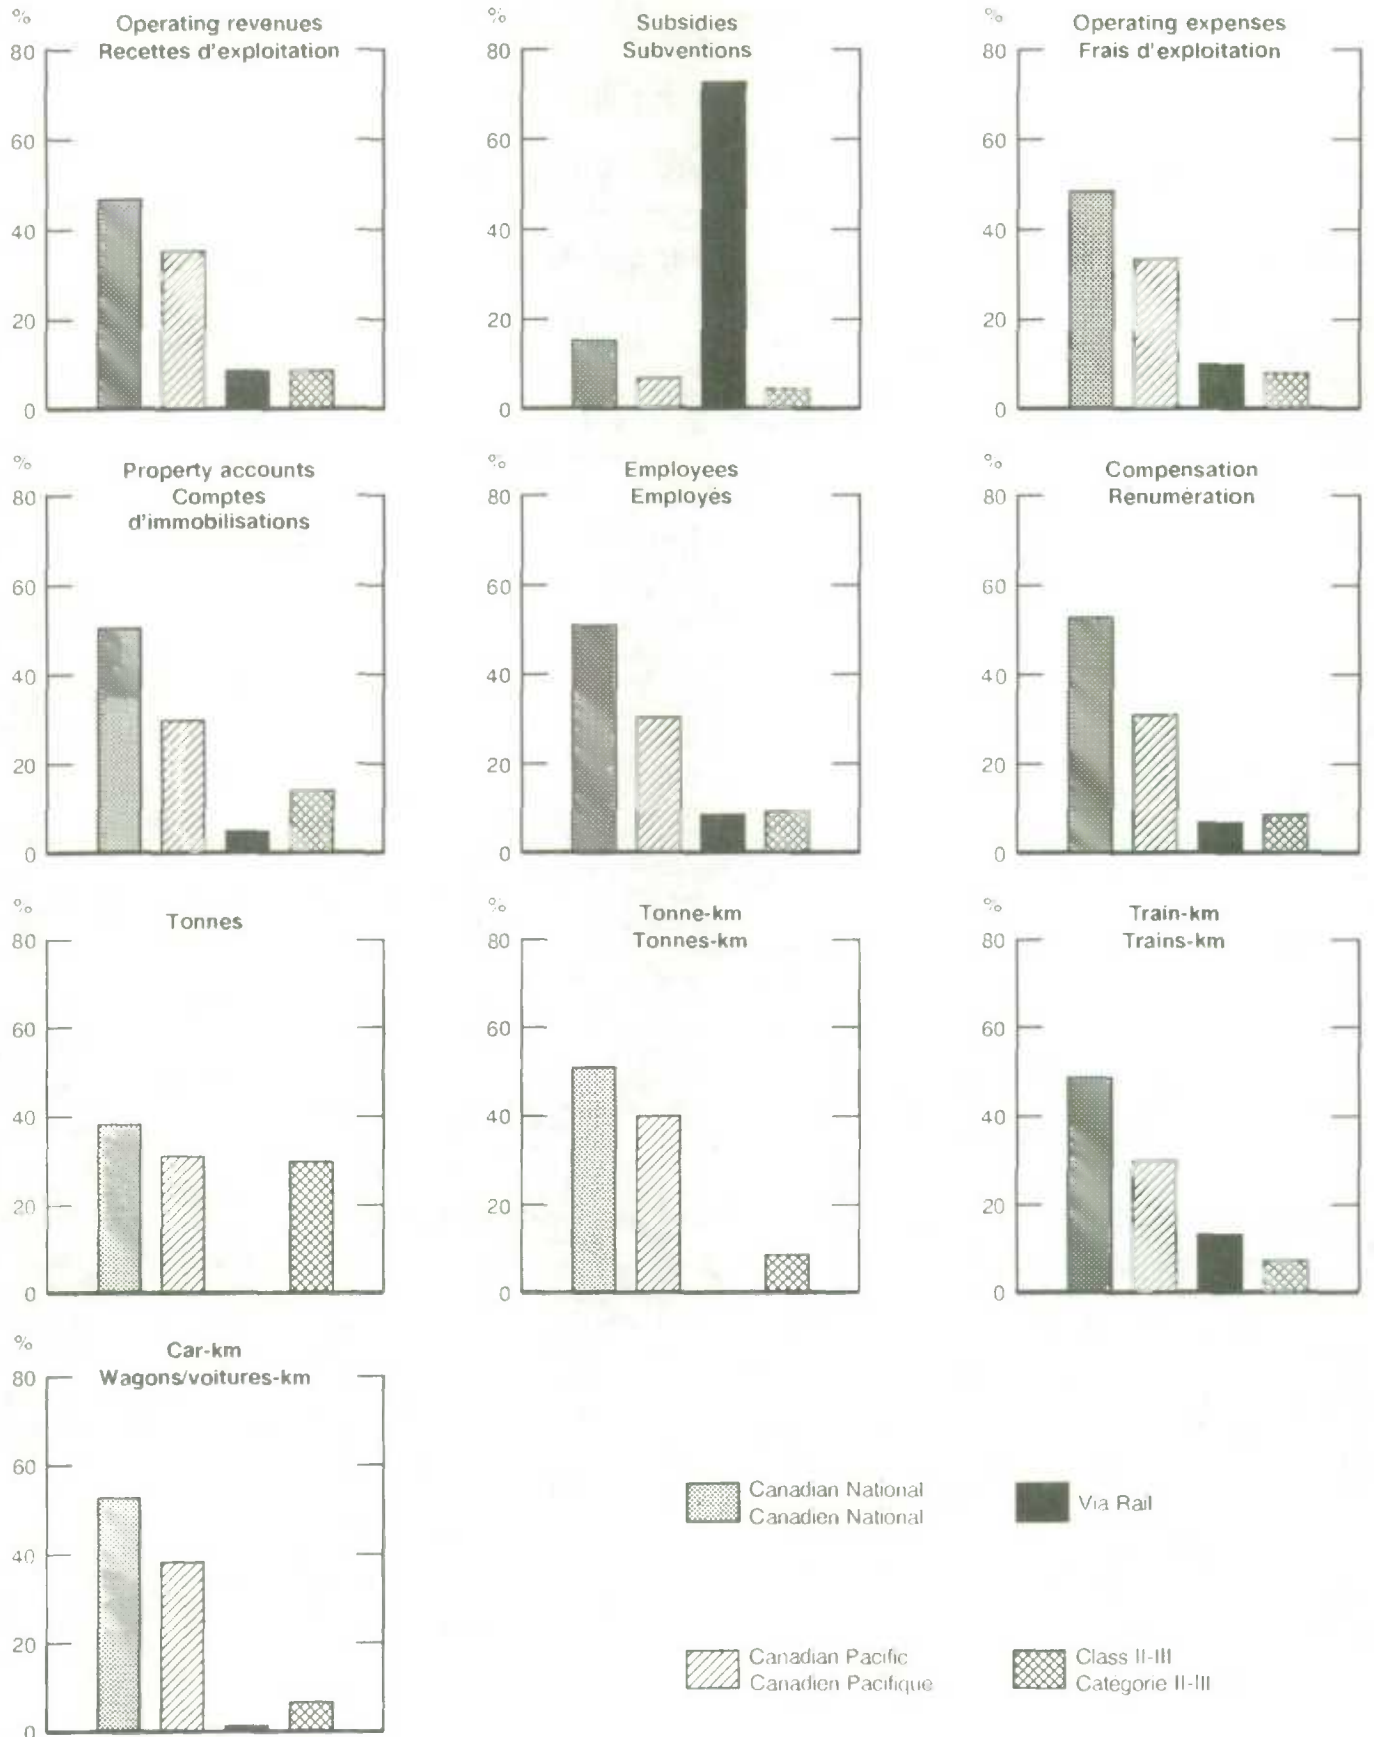 %
Operating revenues
Recettes d'exploitation
80
60
40
20
0
%
Subsidies
Subventions
80
60
40
20
0
%
Operating expenses
Frais d'exploitation
80
60
40
20
0
%
Property accounts
Comptes
d'immobilisations
80
60
40
20
0
%
Employees
Employés
80
60
40
20
0
%
Compensation
Renumération
80
60
40
20
0
%
Tonnes
80
60
40
20
0
%
Tonne-km
Tonnes-km
80
60
40
20
0
%
Train-km
Trains-km
80
60
40
20
0
%
Car-km
Wagons/voitures-km
80
60
40
20
0
Canadian National
Canadien National
Via Rail
Canadian Pacific
Canadien Pacifique
Class II-III
Catégorie II-III